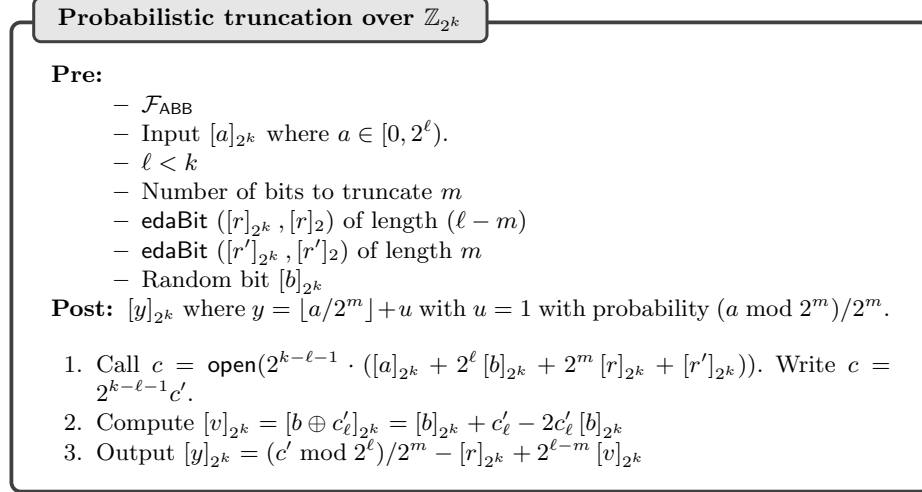 Probabilistic truncation over ℤ_{2^k}
Pre:
– F_ABB
– Input [a]_{2^k} where a ∈ [0, 2^ℓ).
– ℓ < k
– Number of bits to truncate m
– edaBit ([r]_{2^k}, [r]_2) of length (ℓ − m)
– edaBit ([r′]_{2^k}, [r′]_2) of length m
– Random bit [b]_{2^k}
Post: [y]_{2^k} where y = ⌊a/2^m⌋+u with u = 1 with probability (a mod 2^m)/2^m.
1. Call c = open(2^{k−ℓ−1} · ([a]_{2^k} + 2^ℓ [b]_{2^k} + 2^m [r]_{2^k} + [r′]_{2^k})). Write c =
2^{k−ℓ−1}c′.
2. Compute [v]_{2^k} = [b ⊕ c′_ℓ]_{2^k} = [b]_{2^k} + c′_ℓ − 2c′_ℓ [b]_{2^k}
3. Output [y]_{2^k} = (c′ mod 2^ℓ)/2^m − [r]_{2^k} + 2^{ℓ−m} [v]_{2^k}